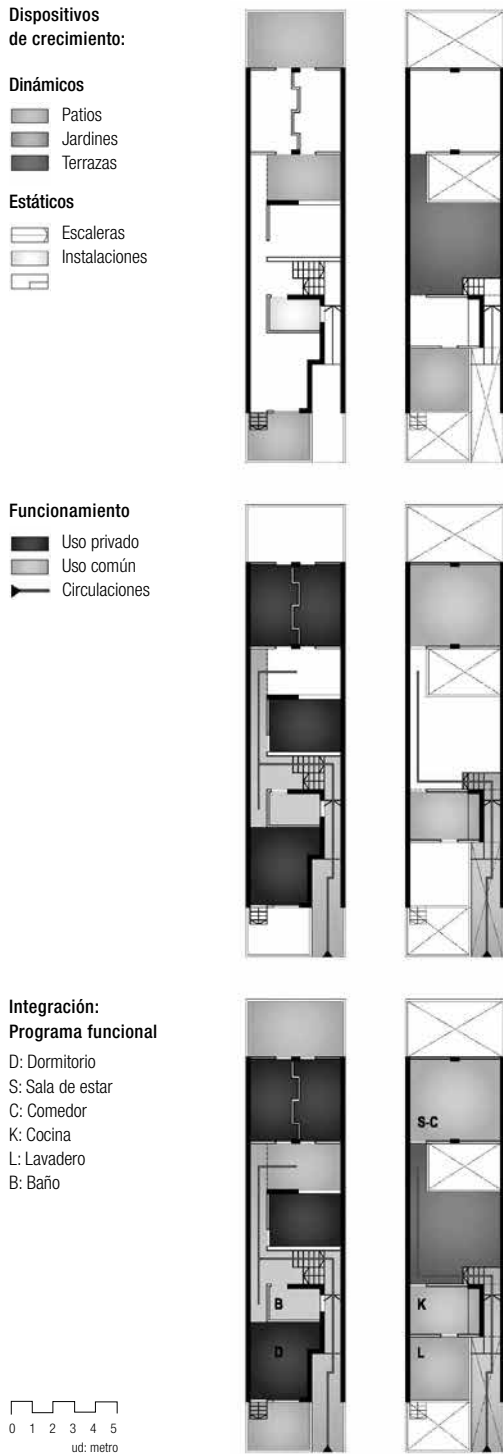 Dispositivos
de crecimiento:
Dinámicos
Patios
Jardines
Terrazas
Estáticos
Escaleras
Instalaciones
Funcionamiento
Uso privado
Uso común
Circulaciones
Integración:
Programa funcional
D: Dormitorio
S: Sala de estar
C: Comedor
K: Cocina
L: Lavadero
B: Baño
S-C
B
K
D
L
0 1 2 3 4 5
ud: metro